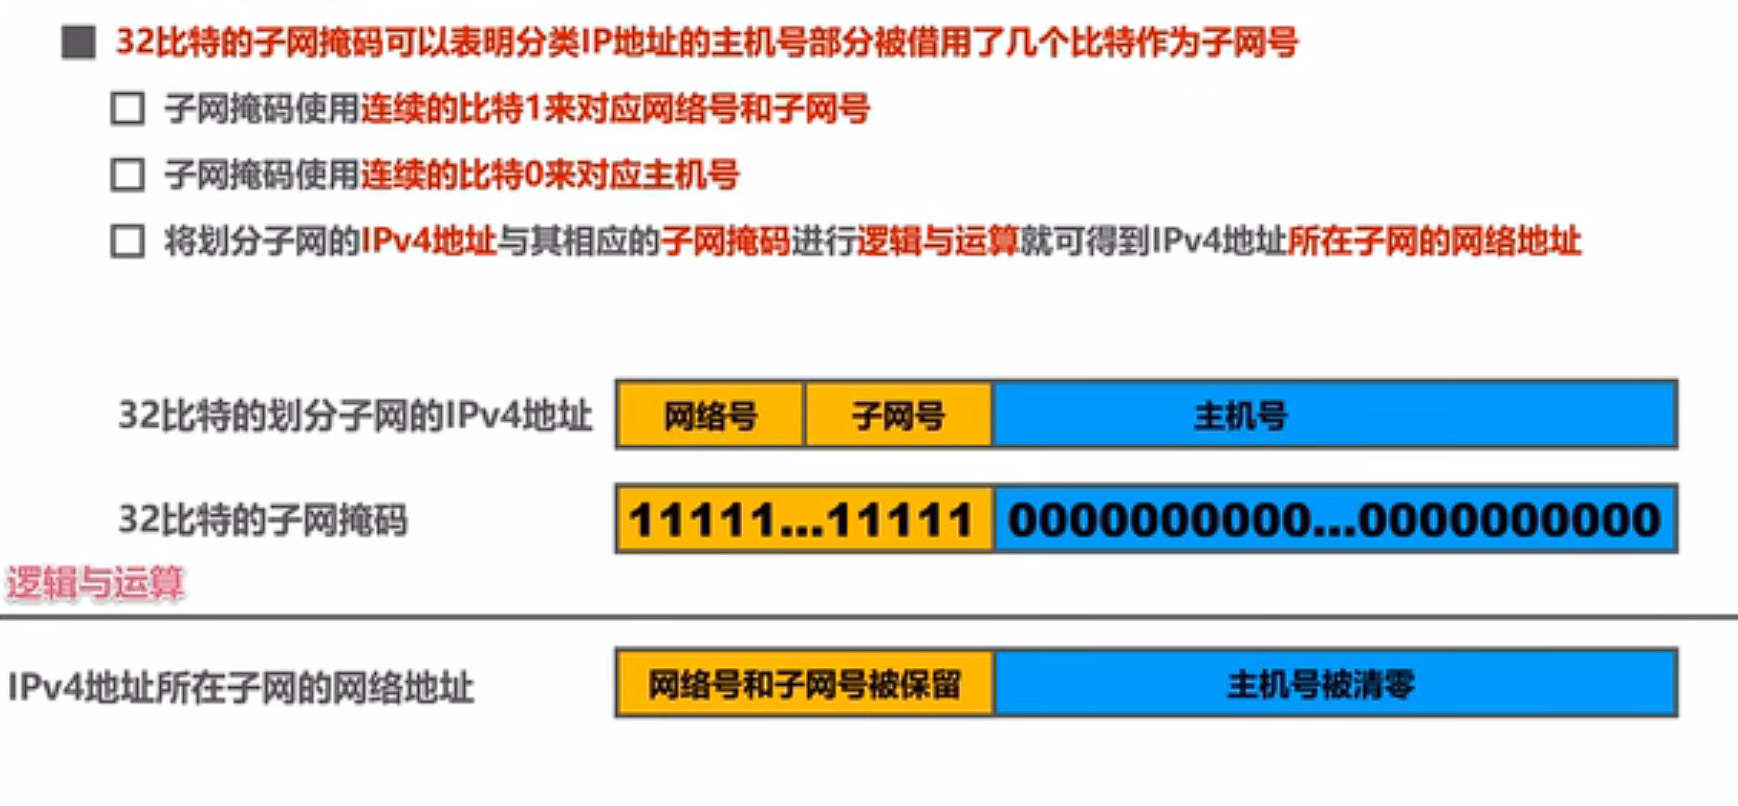 32比特的子网掩码可以表明分类IP地址的主机号部分被借用了几个比特作为子网号
子网掩码使用连续的比特1来对应网络号和子网号
子网掩码使用连续的比特0来对应主机号
将划分子网的IPv4地址与其相应的子网掩码进行逻辑与运算就可得到IPv4地址所在子网的网络地址
32比特的划分子网的IPv4地址 网络号 子网号 主机号
32比特的子网掩码 11111...11111 0000000000...0000000000
逻辑与运算
IPv4地址所在子网的网络地址 网络号和子网号被保留 主机号被清零